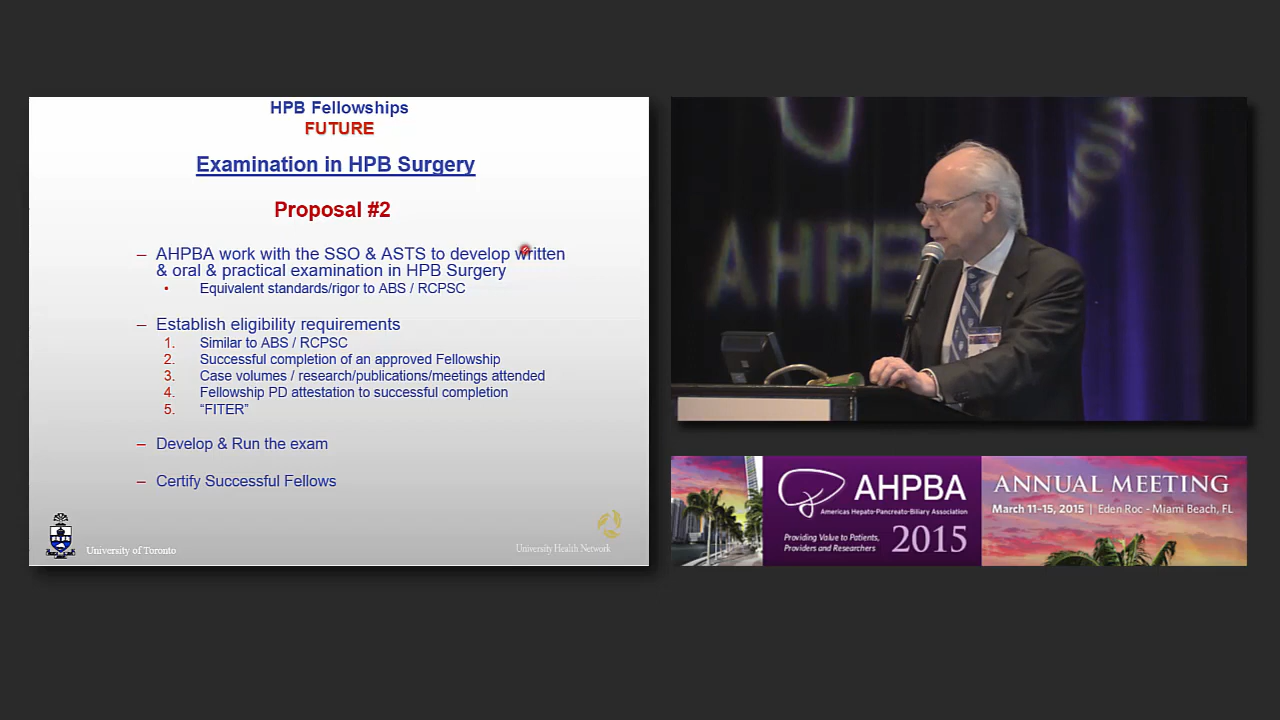 HPB Fellowships
FUTURE
Examination in HPB Surgery
Proposal #2
– AHPBA work with the SSO & ASTS to develop written
& oral & practical examination in HPB Surgery
• Equivalent standards/rigor to ABS / RCPSC
– Establish eligibility requirements
1. Similar to ABS / RCPSC
2. Successful completion of an approved Fellowship
3. Case volumes / research/publications/meetings attended
4. Fellowship PD attestation to successful completion
5. “FITER”
– Develop & Run the exam
– Certify Successful Fellows
University of Toronto
University Health Network
AHPB
AHPBA
Americas Hepato-Pancreato-Biliary Association
Providing Value to Patients,
Providers and Researchers
2015
ANNUAL MEETING
March 11-15, 2015 | Eden Roc - Miami Beach, FL